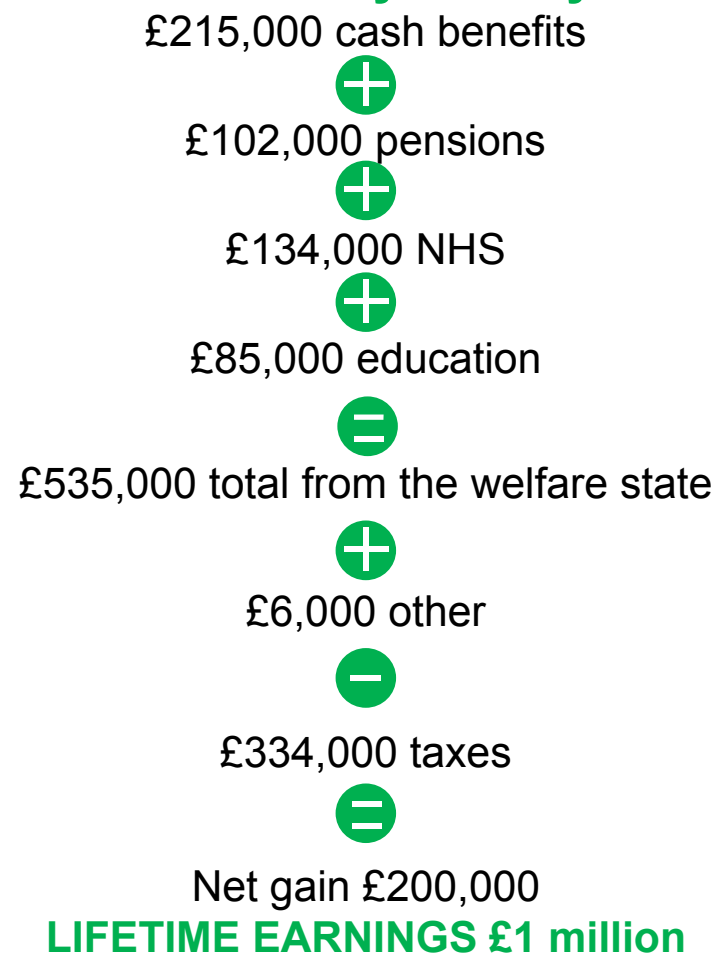 £215,000 cash benefits
+
£102,000 pensions
+
£134,000 NHS
+
£85,000 education
=
£535,000 total from the welfare state
+
£6,000 other
-
£334,000 taxes
=
Net gain £200,000
LIFETIME EARNINGS £1 million